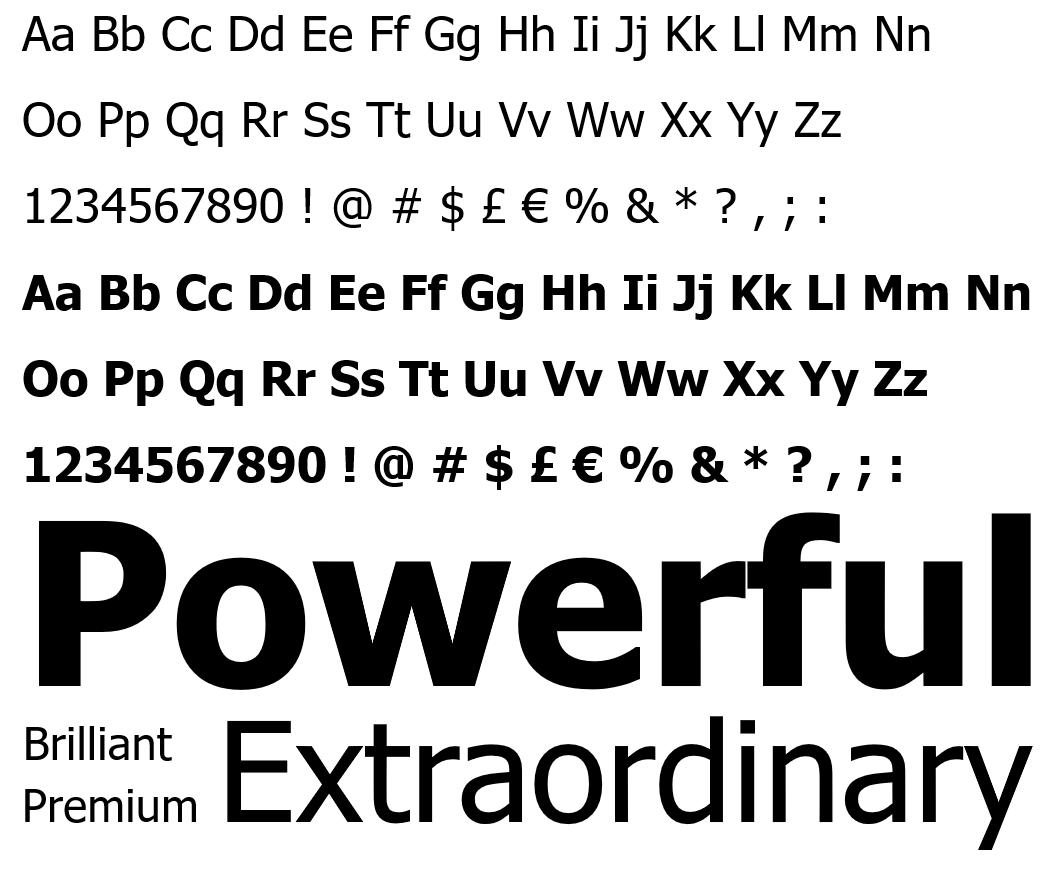 Aa Bb Cc Dd Ee Ff Gg Hh Ii Jj Kk Ll Mm Nn
Oo Pp Qq Rr Ss Tt Uu Vv Ww Xx Yy Zz
1234567890 ! @ # $ £ € % & * ? , ; :
Aa Bb Cc Dd Ee Ff Gg Hh Ii Jj Kk Ll Mm Nn
Oo Pp Qq Rr Ss Tt Uu Vv Ww Xx Yy Zz
1234567890 ! @ # $ £ € % & * ? , ; :
Powerful
Brilliant
Premium
Extraordinary